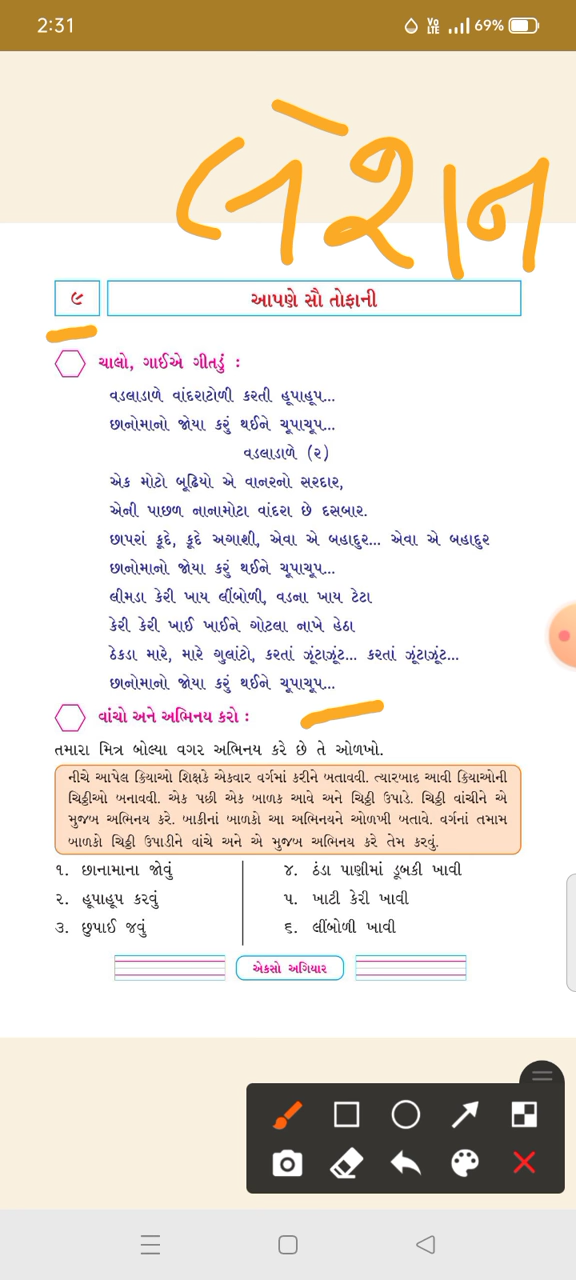 2:31
Vo LTE 69%
લેશન
૯ આપણે સૌ તોફાની
ચાલો, ગાઈએ ગીતડું :
વડલાડાળે વાંદરાટોળી કરતી હૂપાહૂપ...
છાનોમાનો જોયા કરું થઈને ચૂપાચૂપ...
વડલાડાળે (૨)
એક મોટો બૂઢિયો એ વાનરનો સરદાર,
એની પાછળ નાનામોટા વાંદરા છે દસબાર.
છાપરાં કૂદે, કૂદે અગાશી, એવા એ બહાદુર... એવા એ બહાદુર
છાનોમાનો જોયા કરું થઈને ચૂપાચૂપ...
લીમડા કેરી ખાય લીંબોળી, વડના ખાય ટેટા
કેરી કેરી ખાઈ ખાઈને ગોટલા નાખે હેઠા
ઠેકડા મારે, મારે ગુલાંટો, કરતાં ઝૂંટાઝૂંટ... કરતાં ઝૂંટાઝૂંટ...
છાનોમાનો જોયા કરું થઈને ચૂપાચૂપ...
વાંચો અને અભિનય કરો :
તમારા મિત્ર બોલ્યા વગર અભિનય કરે છે તે ઓળખો.
નીચે આપેલ ક્રિયાઓ શિક્ષકે એકવાર વર્ગમાં કરીને બતાવવી. ત્યારબાદ આવી ક્રિયાઓની
ચિઠ્ઠીઓ બનાવવી. એક પછી એક બાળક આવે અને ચિઠ્ઠી ઉપાડે. ચિઠ્ઠી વાંચીને એ
મુજબ અભિનય કરે. બાકીનાં બાળકો આ અભિનયને ઓળખી બતાવે. વર્ગનાં તમામ
બાળકો ચિઠ્ઠી ઉપાડીને વાંચે અને એ મુજબ અભિનય કરે તેમ કરવું.
૧. છાનામાના જોવું
૨. હૂપાહૂપ કરવું
૩. છુપાઈ જવું
૪. ઠંડા પાણીમાં ડૂબકી ખાવી
૫. ખાટી કેરી ખાવી
૬. લીંબોળી ખાવી
એકસો અગિયાર